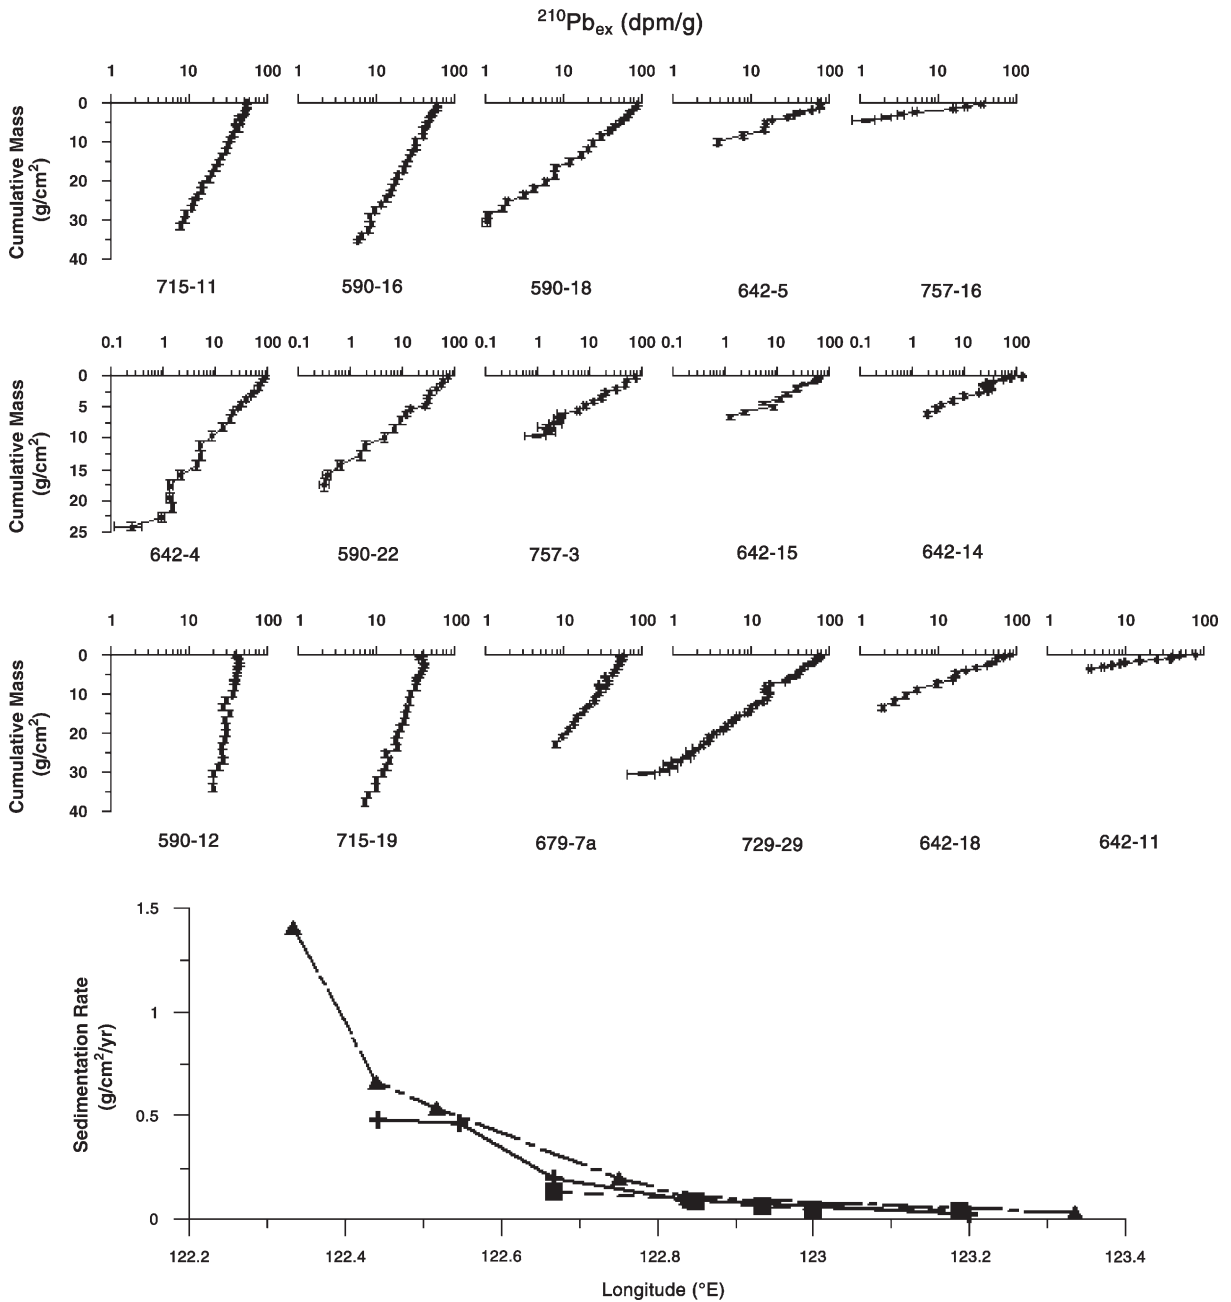 210Pbex (dpm/g)
1 10 100 1 10 100 1 10 100 1 10 100 1 10 100
Cumulative Mass
(g/cm2)
0
10
20
30
40
715-11 590-16 590-18 642-5 757-16
0.1 1 10 100 0.1 1 10 100 0.1 1 10 100 0.1 1 10 100 0.1 1 10 100
Cumulative Mass
(g/cm2)
0
5
10
15
20
25
642-4 590-22 757-3 642-15 642-14
1 10 100 1 10 100 1 10 100 1 10 100 1 10 100 1 10 100
Cumulative Mass
(g/cm2)
0
10
20
30
40
590-12 715-19 679-7a 729-29 642-18 642-11
Sedimentation Rate
(g/cm2/yr)
1.5
1
0.5
0
122.2 122.4 122.6 122.8 123 123.2 123.4
Longitude (°E)